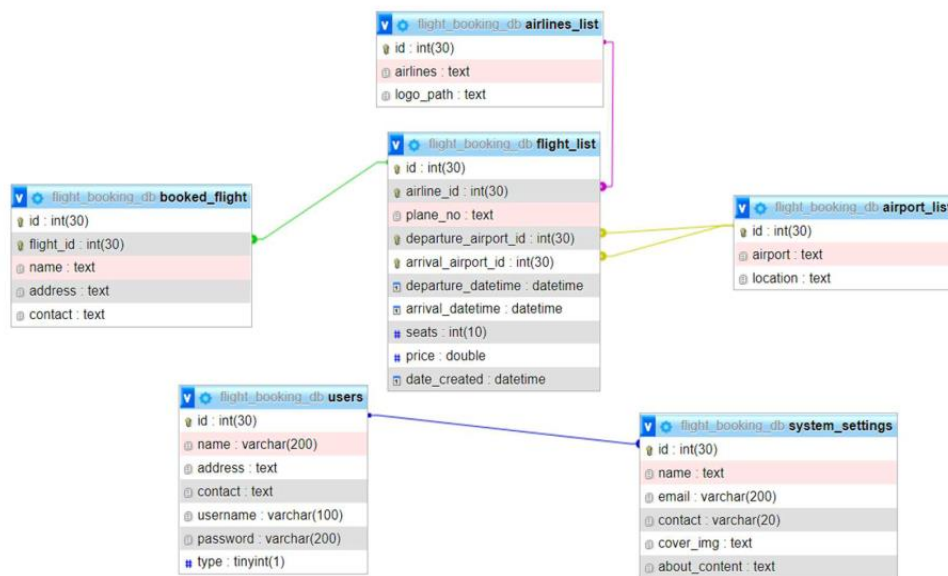 flight_booking_db airlines_list
id : int(30)
airlines : text
logo_path : text
flight_booking_db flight_list
id : int(30)
airline_id : int(30)
plane_no : text
departure_airport_id : int(30)
arrival_airport_id : int(30)
departure_datetime : datetime
arrival_datetime : datetime
seats : int(10)
price : double
date_created : datetime
flight_booking_db booked_flight
id : int(30)
flight_id : int(30)
name : text
address : text
contact : text
flight_booking_db airport_list
id : int(30)
airport : text
location : text
flight_booking_db users
id : int(30)
name : varchar(200)
address : text
contact : text
username : varchar(100)
password : varchar(200)
type : tinyint(1)
flight_booking_db system_settings
id : int(30)
name : text
email : varchar(200)
contact : varchar(20)
cover_img : text
about_content : text